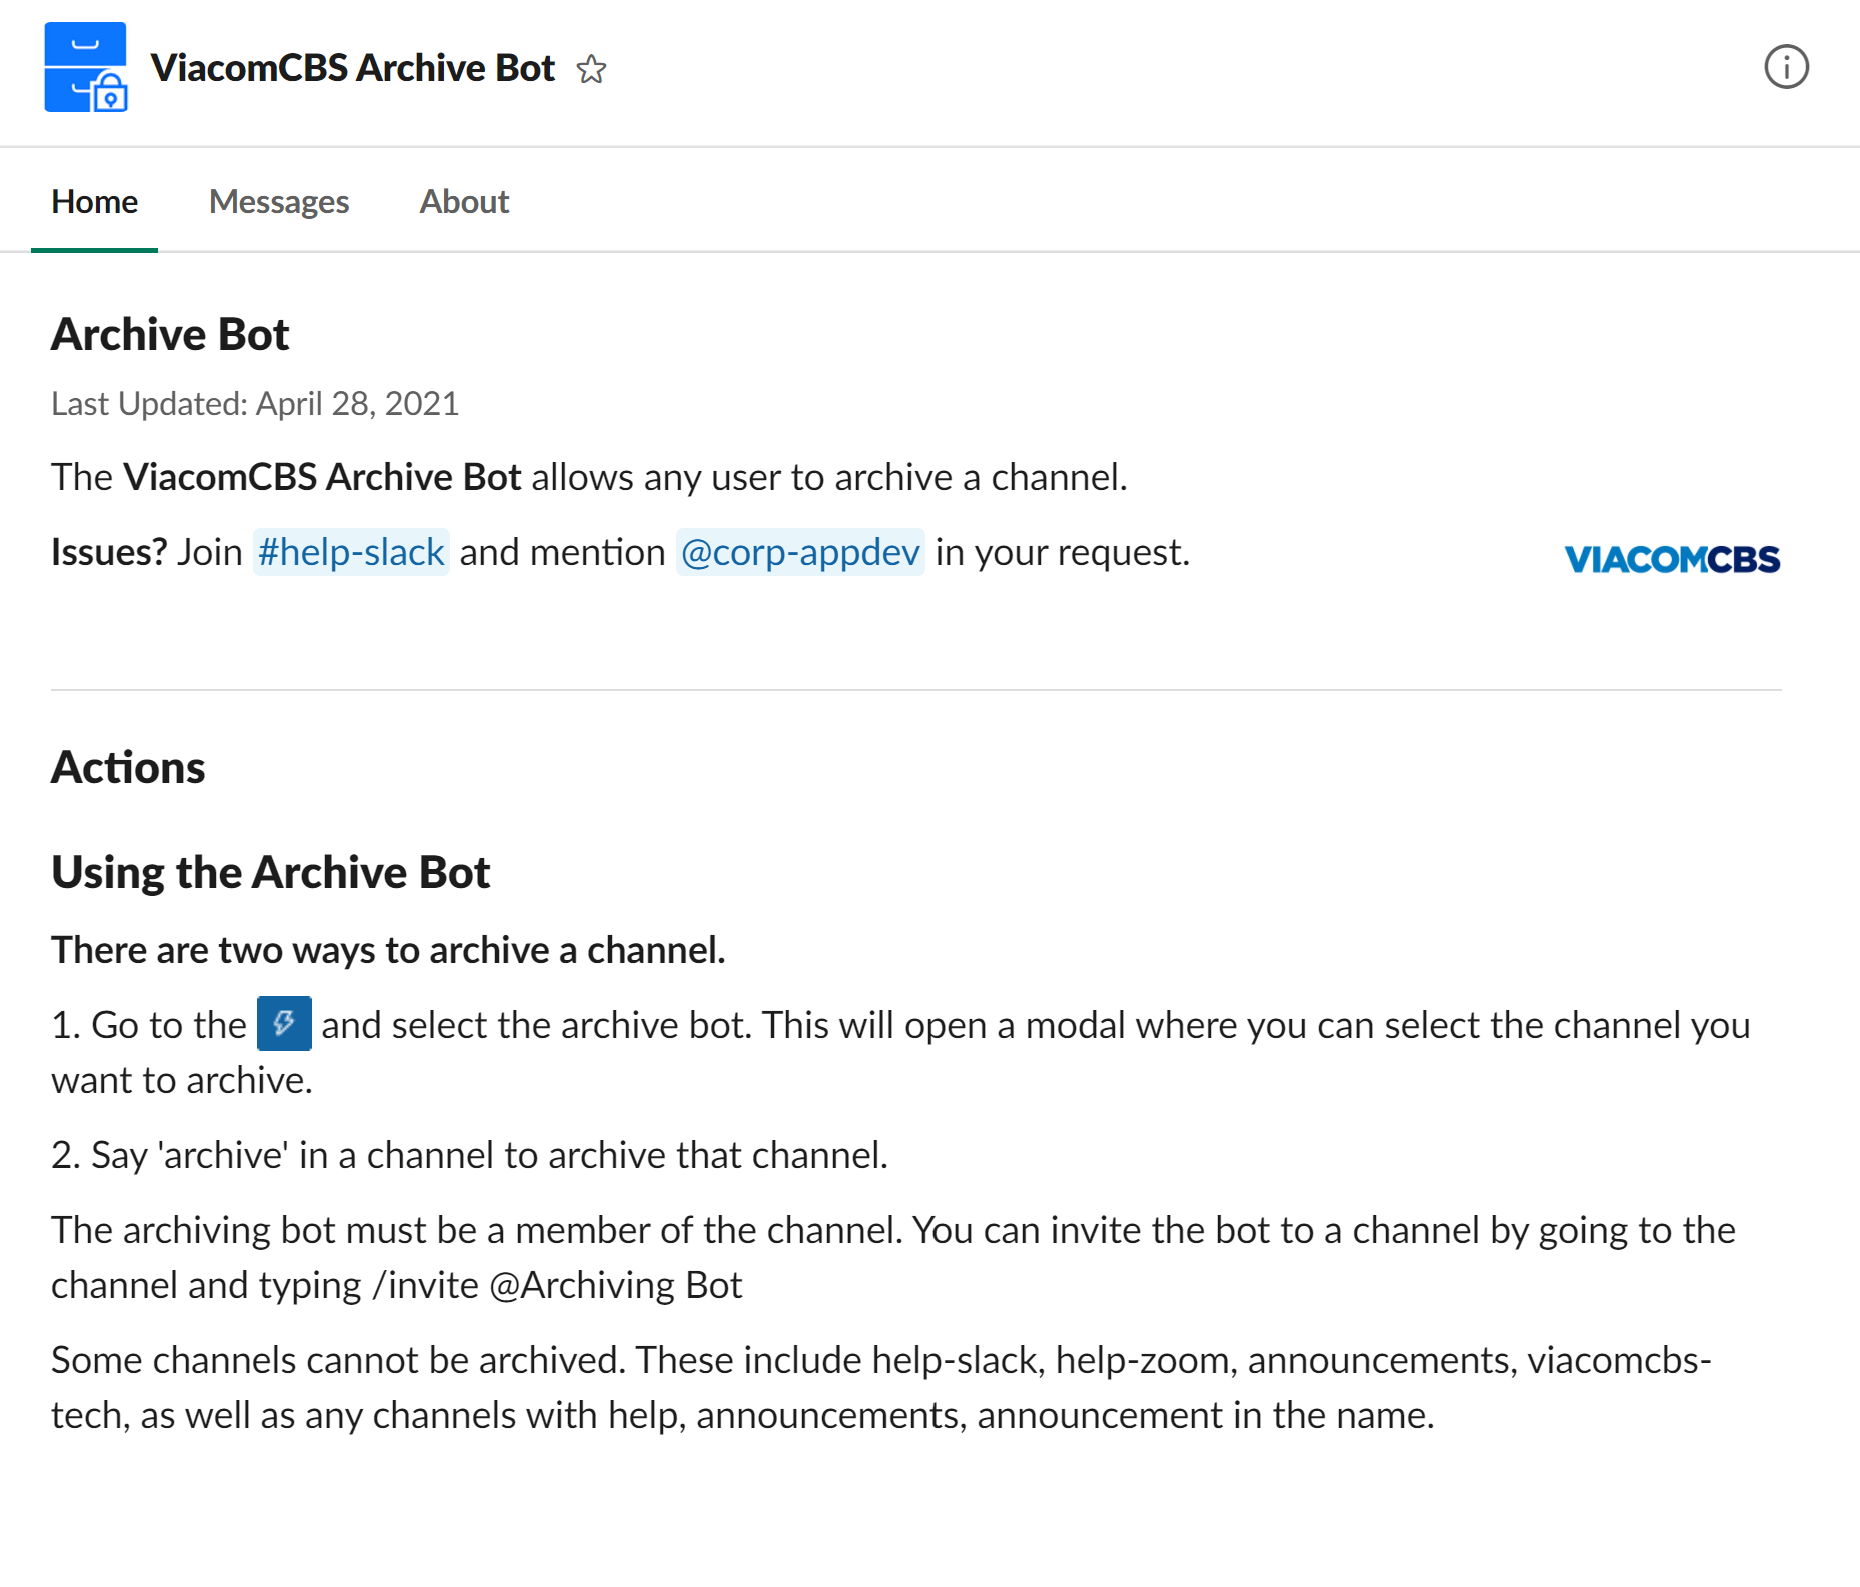 ViacomCBS Archive Bot
Home Messages About
Archive Bot
Last Updated: April 28, 2021
The ViacomCBS Archive Bot allows any user to archive a channel.
Issues? Join #help-slack and mention @corp-appdev in your request.
VIACOMCBS
Actions
Using the Archive Bot
There are two ways to archive a channel.
1. Go to the and select the archive bot. This will open a modal where you can select the channel you
want to archive.
2. Say 'archive' in a channel to archive that channel.
The archiving bot must be a member of the channel. You can invite the bot to a channel by going to the
channel and typing /invite @Archiving Bot
Some channels cannot be archived. These include help-slack, help-zoom, announcements, viacomcbs-
tech, as well as any channels with help, announcements, announcement in the name.